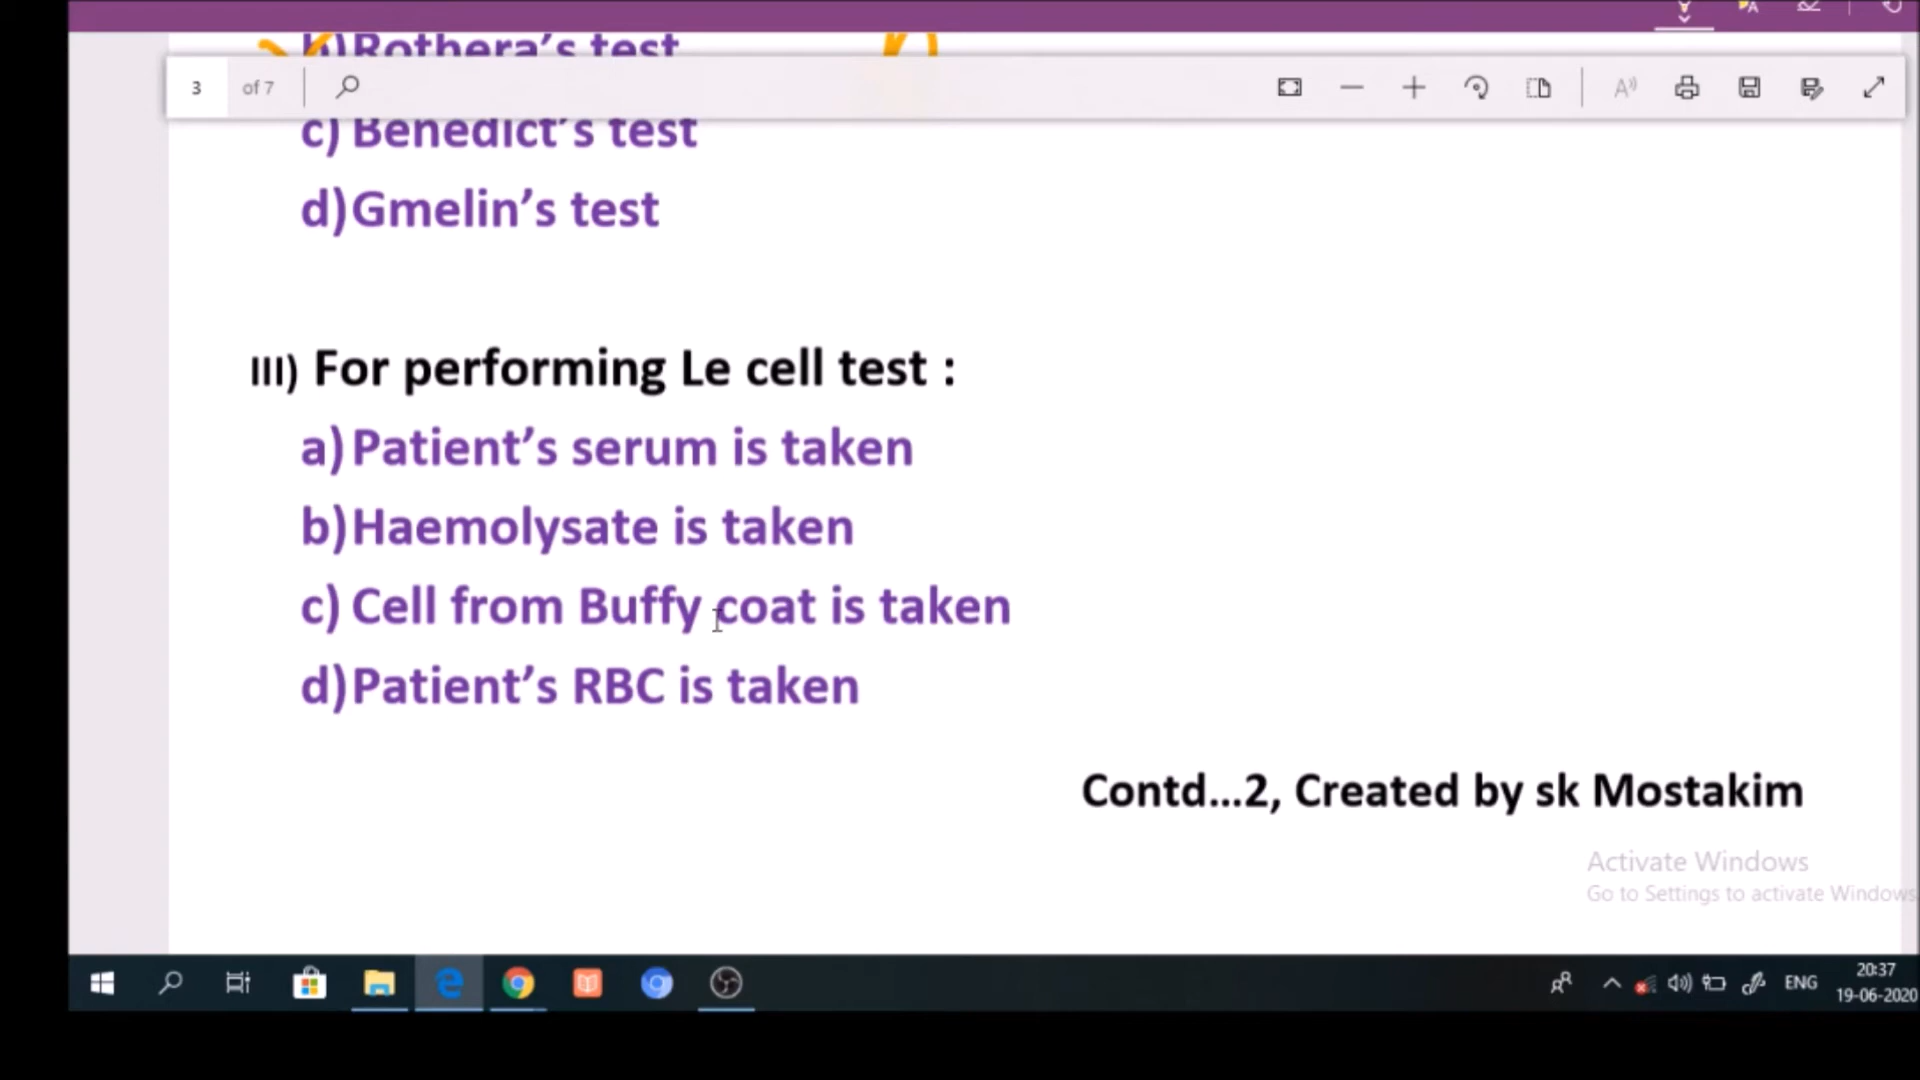 b)Rothera's test
3 of 7
c) Benedict's test
d)Gmelin's test
III) For performing Le cell test :
a)Patient's serum is taken
b)Haemolysate is taken
c) Cell from Buffy coat is taken
d)Patient's RBC is taken
Contd...2, Created by sk Mostakim
Activate Windows
Go to Settings to activate Windows
ENG
20:37
19-06-2020